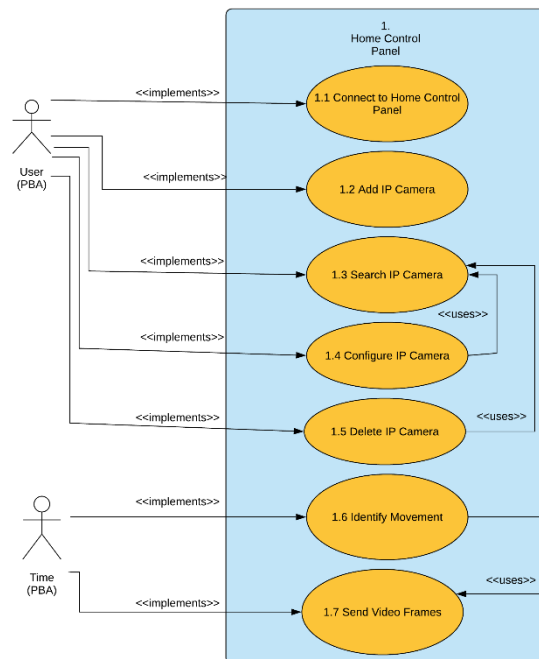 1.
Home Control
Panel
<<implements>>
1.1 Connect to Home Control
Panel
User
(PBA)
<<implements>>
1.2 Add IP Camera
<<implements>>
1.3 Search IP Camera
<<uses>>
<<implements>>
1.4 Configure IP Camera
<<implements>>
1.5 Delete IP Camera
<<uses>>
<<implements>>
1.6 Identify Movement
Time
(PBA)
<<uses>>
<<implements>>
1.7 Send Video Frames